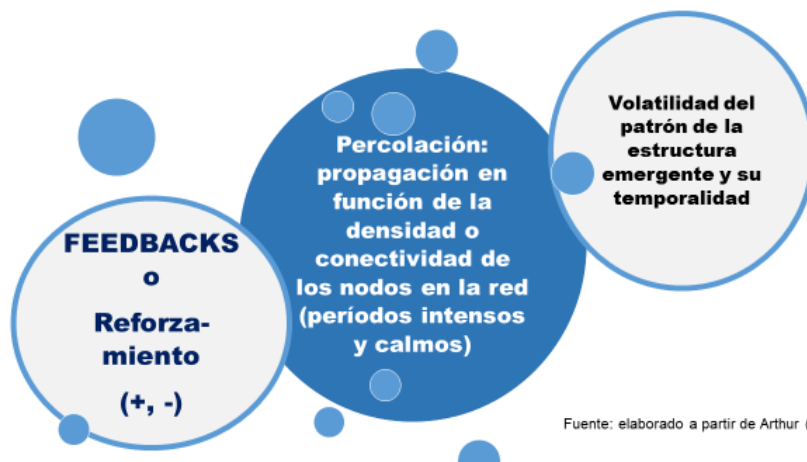 FEEDBACKS
o
Reforza-
miento
(+, -)
Percolación:
propagación en
función de la
densidad o
conectividad de
los nodos en la red
(períodos intensos
y calmos)
Volatilidad del
patrón de la
estructura
emergente y su
temporalidad
Fuente: elaborado a partir de Arthur (